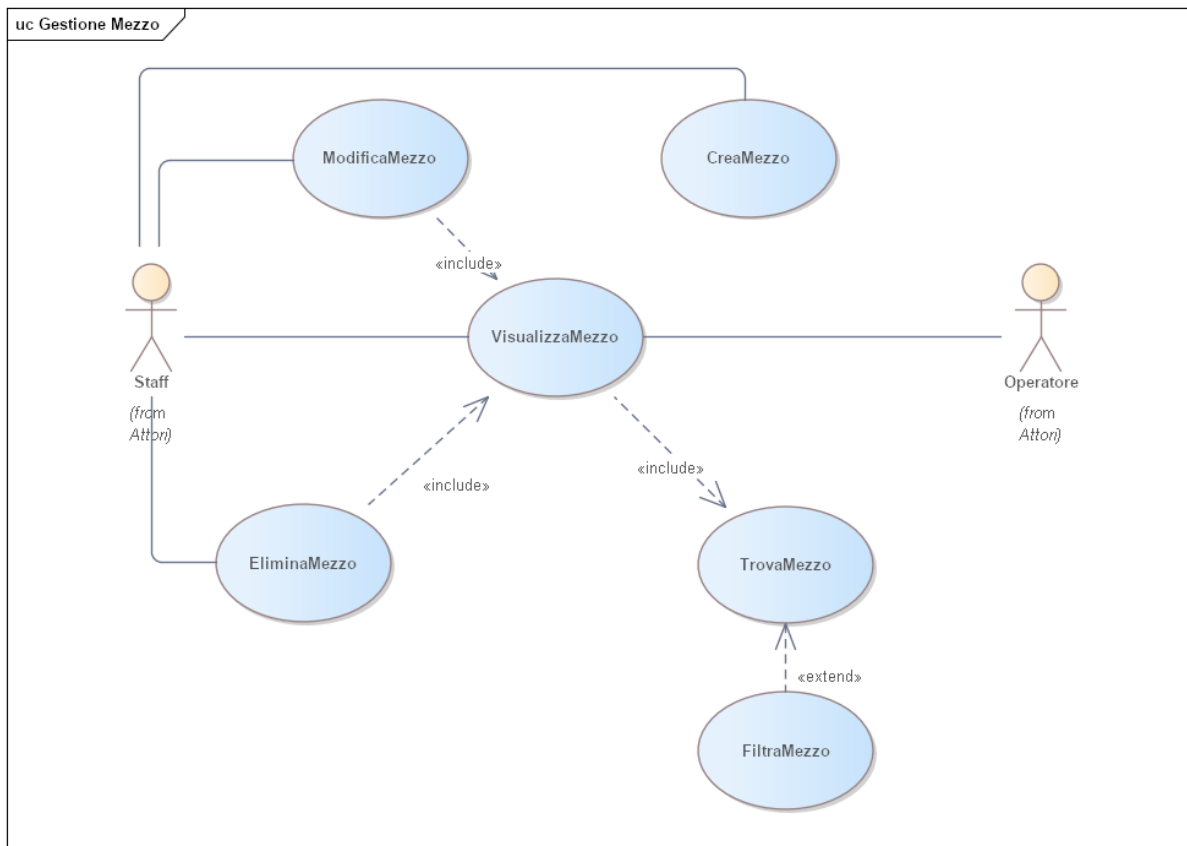 uc Gestione Mezzo
ModificaMezzo
CreaMezzo
«include»
VisualizzaMezzo
Staff
(from
Attori)
Operatore
(from
Attori)
«include»
«include»
EliminaMezzo
TrovaMezzo
«extend»
FiltraMezzo